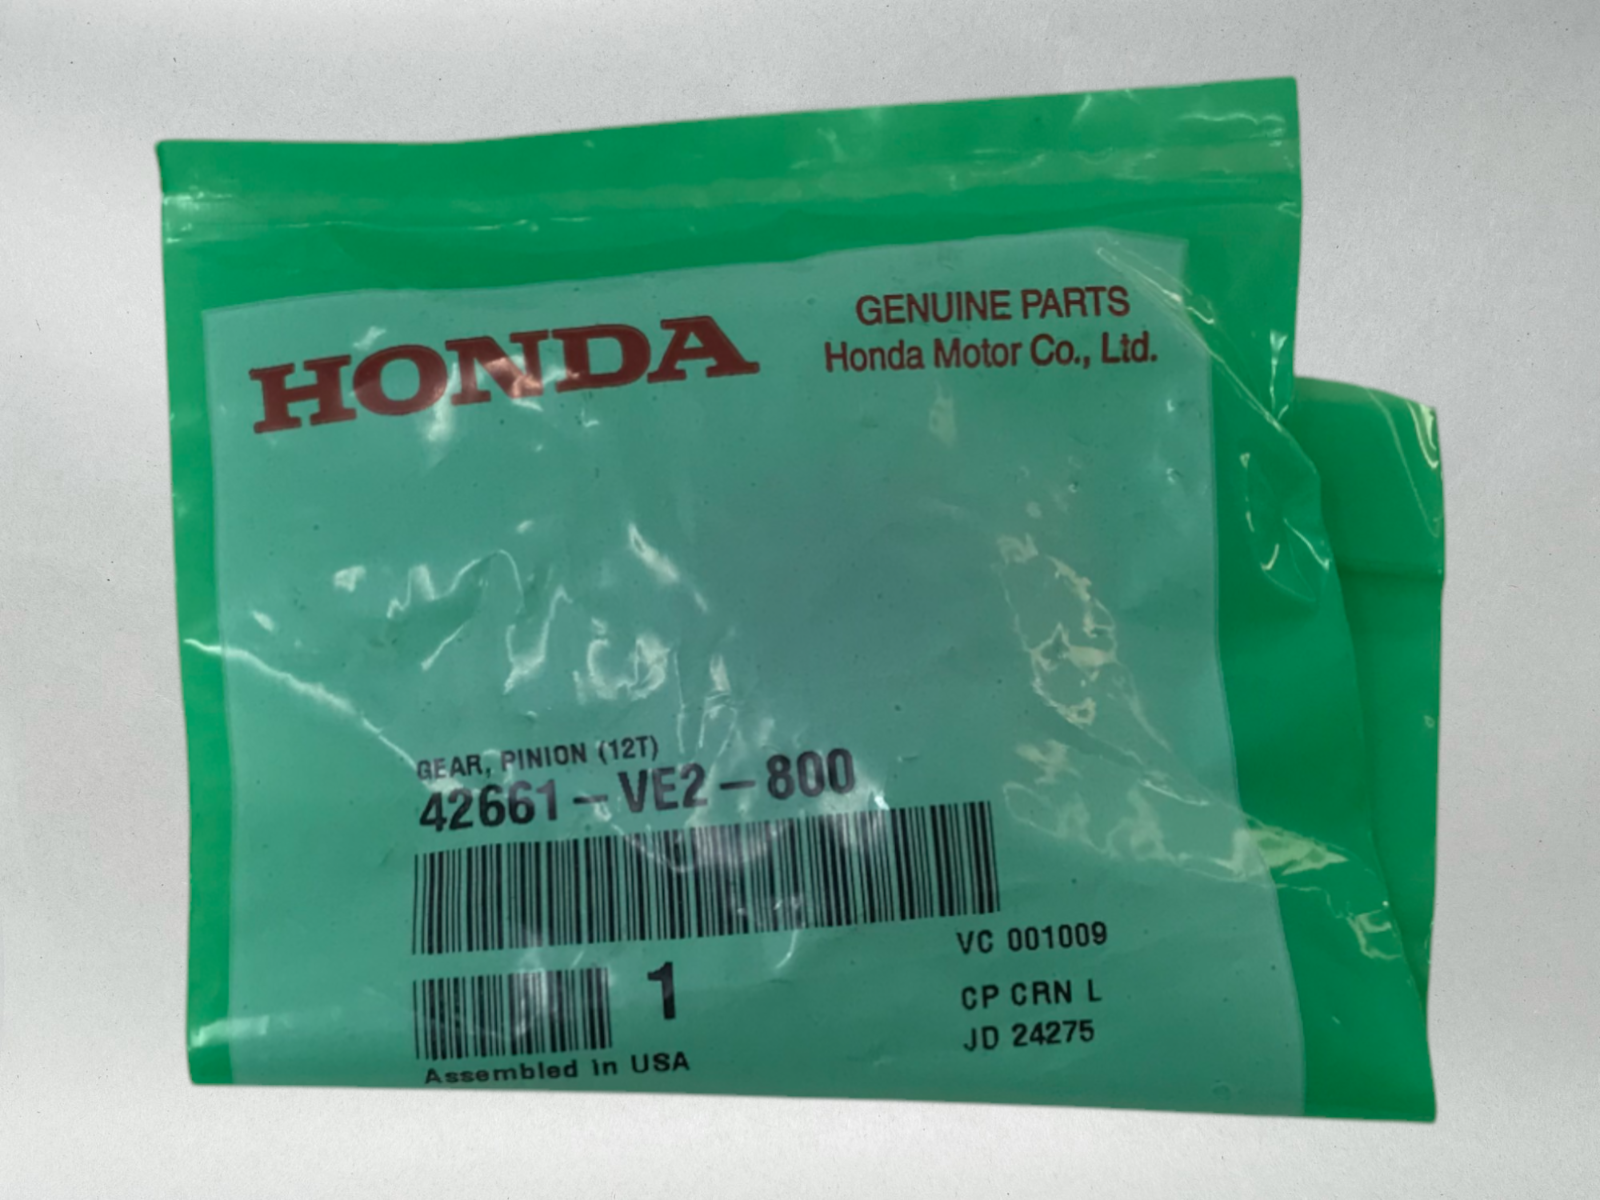 HONDA
GENUINE PARTS
Honda Motor Co., Ltd.
GEAR, PINION (12T)
42661-VE2-800
VC 001009
1
CP CRN L
JD 24275
Assembled in USA